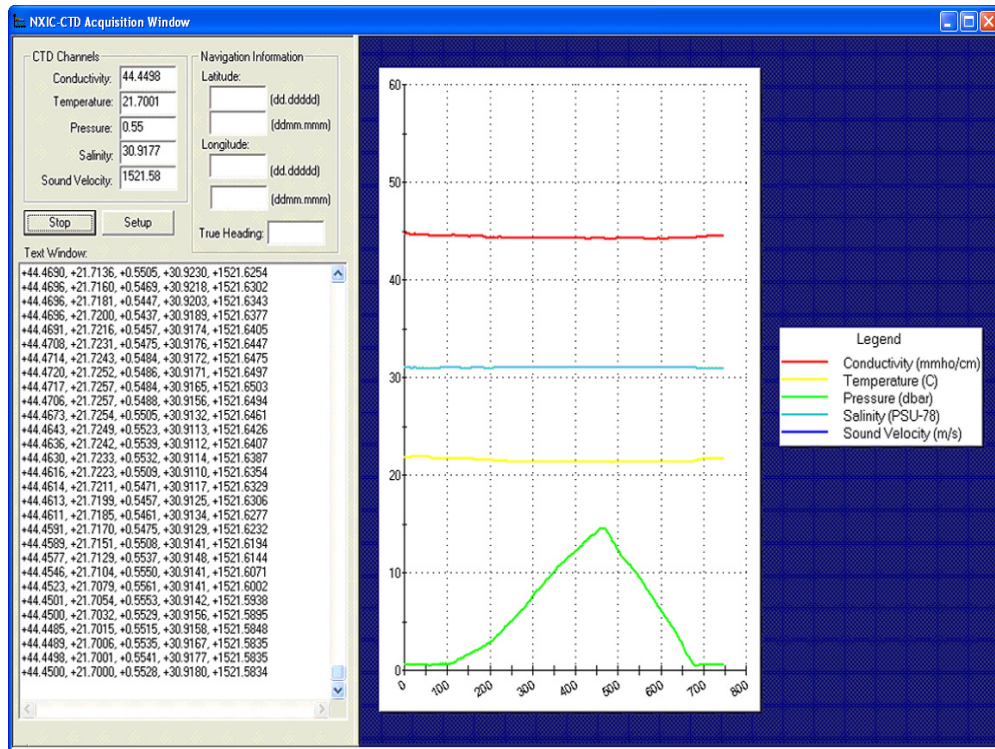 NXIC-CTD Acquisition Window
CTD Channels
Conductivity: 44.4498
Temperature: 21.7001
Pressure: 0.55
Salinity: 30.9177
Sound Velocity: 1521.58
Navigation Information
Latitude:
(dd.ddddd)
(ddmm.mmm)
Longitude:
(dd.ddddd)
(ddmm.mmm)
True Heading:
Stop
Setup
Text Window:
+44.4690, +21.7136, +0.5505, +30.9230, +1521.6254
+44.4696, +21.7160, +0.5469, +30.9218, +1521.6302
+44.4696, +21.7181, +0.5447, +30.9203, +1521.6343
+44.4696, +21.7200, +0.5437, +30.9189, +1521.6377
+44.4691, +21.7216, +0.5457, +30.9174, +1521.6405
+44.4708, +21.7231, +0.5475, +30.9176, +1521.6447
+44.4714, +21.7243, +0.5484, +30.9172, +1521.6475
+44.4720, +21.7252, +0.5486, +30.9171, +1521.6497
+44.4717, +21.7257, +0.5484, +30.9165, +1521.6503
+44.4706, +21.7257, +0.5488, +30.9156, +1521.6494
+44.4673, +21.7254, +0.5505, +30.9132, +1521.6461
+44.4643, +21.7249, +0.5523, +30.9113, +1521.6426
+44.4636, +21.7242, +0.5539, +30.9112, +1521.6407
+44.4630, +21.7233, +0.5532, +30.9114, +1521.6387
+44.4616, +21.7223, +0.5509, +30.9110, +1521.6354
+44.4614, +21.7211, +0.5471, +30.9117, +1521.6329
+44.4613, +21.7199, +0.5457, +30.9125, +1521.6306
+44.4611, +21.7185, +0.5461, +30.9134, +1521.6277
+44.4591, +21.7170, +0.5475, +30.9129, +1521.6232
+44.4589, +21.7151, +0.5508, +30.9141, +1521.6194
+44.4577, +21.7129, +0.5537, +30.9148, +1521.6144
+44.4546, +21.7104, +0.5550, +30.9141, +1521.6071
+44.4523, +21.7079, +0.5561, +30.9141, +1521.6002
+44.4501, +21.7054, +0.5553, +30.9142, +1521.5938
+44.4500, +21.7032, +0.5529, +30.9156, +1521.5895
+44.4485, +21.7015, +0.5515, +30.9158, +1521.5848
+44.4489, +21.7006, +0.5535, +30.9167, +1521.5835
+44.4498, +21.7001, +0.5541, +30.9177, +1521.5835
+44.4500, +21.7000, +0.5528, +30.9180, +1521.5834
60
50
40
30
20
10
0
0 100 200 300 400 500 600 700 800
Legend
Conductivity (mmho/cm)
Temperature (C)
Pressure (dbar)
Salinity (PSU-78)
Sound Velocity (m/s)